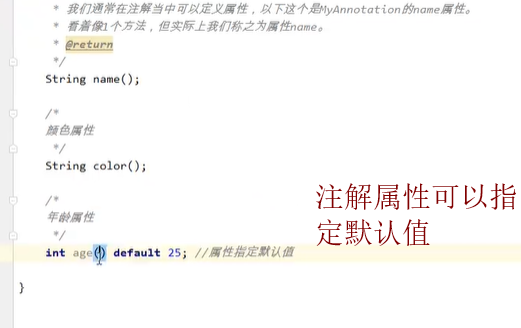 * 我们通常在注解当中可以定义属性，以下这个是MyAnnotation的name属性。
* 看着像1个方法，但实际上我们称之为属性name。
* @return
*/
String name();
/*
颜色属性
*/
String color();
/*
年龄属性
*/
int age() default 25; //属性指定默认值
}
注解属性可以指
定默认值